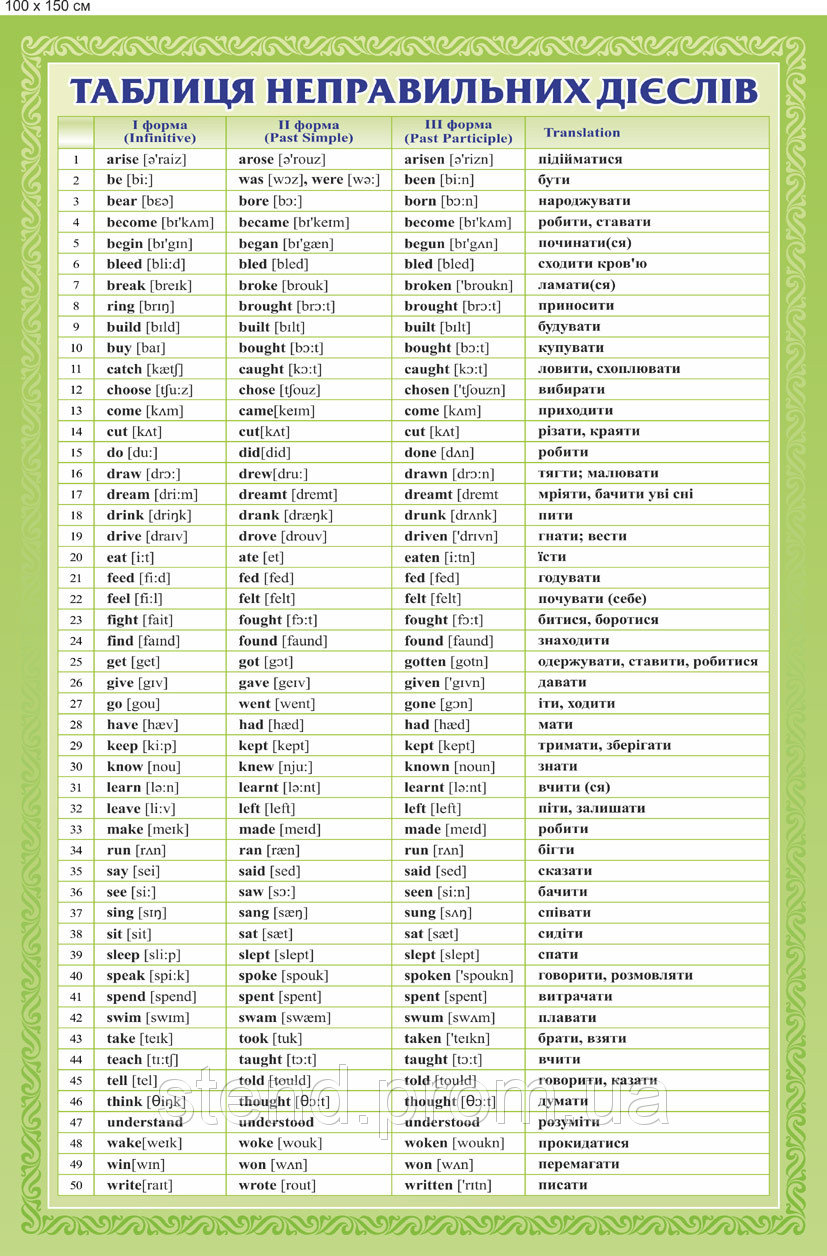 100 x 150 см
ТАБЛИЦЯ НЕПРАВИЛЬНИХ ДІЄСЛІВ
I форма (Infinitive) II форма (Past Simple) III форма (Past Participle) Translation
1 arise [ə'raiz] arose [ə'rouz] arisen [ə'rizn] підійматися
2 be [bi:] was [wɔz], were [wə:] been [bi:n] бути
3 bear [bɛə] bore [bɔ:] born [bɔ:n] народжувати
4 become [bɪ'kʌm] became [bɪ'keɪm] become [bɪ'kʌm] робити, ставати
5 begin [bɪ'gɪn] began [bɪ'gæn] begun [bɪ'gʌn] починати(ся)
6 bleed [bli:d] bled [bled] bled [bled] сходити кров'ю
7 break [breɪk] broke [brouk] broken ['broukn] ламати(ся)
8 ring [brɪŋ] brought [brɔ:t] brought [brɔ:t] приносити
9 build [bɪld] built [bɪlt] built [bɪlt] будувати
10 buy [baɪ] bought [bɔ:t] bought [bɔ:t] купувати
11 catch [kætʃ] caught [kɔ:t] caught [kɔ:t] ловити, схоплювати
12 choose [tʃu:z] chose [tʃouz] chosen ['tʃouzn] вибирати
13 come [kʌm] came[keɪm] come [kʌm] приходити
14 cut [kʌt] cut[kʌt] cut [kʌt] різати, краяти
15 do [du:] did[did] done [dʌn] робити
16 draw [drɔ:] drew[dru:] drawn [drɔ:n] тягти; малювати
17 dream [dri:m] dreamt [dremt] dreamt [dremt мріяти, бачити уві сні
18 drink [driŋk] drank [dræŋk] drunk [drʌnk] пити
19 drive [draɪv] drove [drouv] driven ['drɪvn] гнати; вести
20 eat [i:t] ate [et] eaten [i:tn] їсти
21 feed [fi:d] fed [fed] fed [fed] годувати
22 feel [fi:l] felt [felt] felt [felt] почувати (себе)
23 fight [fait] fought [fɔ:t] fought [fɔ:t] битися, боротися
24 find [faɪnd] found [faund] found [faund] знаходити
25 get [get] got [gɔt] gotten [gotn] одержувати, ставити, робитися
26 give [gɪv] gave [geɪv] given ['gɪvn] давати
27 go [gou] went [went] gone [gɔn] іти, ходити
28 have [hæv] had [hæd] had [hæd] мати
29 keep [ki:p] kept [kept] kept [kept] тримати, зберігати
30 know [nou] knew [nju:] known [noun] знати
31 learn [lə:n] learnt [lə:nt] learnt [lə:nt] вчити (ся)
32 leave [li:v] left [left] left [left] піти, залишати
33 make [meɪk] made [meɪd] made [meɪd] робити
34 run [rʌn] ran [ræn] run [rʌn] бігти
35 say [sei] said [sed] said [sed] сказати
36 see [si:] saw [sɔ:] seen [si:n] бачити
37 sing [sɪŋ] sang [sæŋ] sung [sʌŋ] співати
38 sit [sit] sat [sæt] sat [sæt] сидіти
39 sleep [sli:p] slept [slept] slept [slept] спати
40 speak [spi:k] spoke [spouk] spoken ['spoukn] говорити, розмовляти
41 spend [spend] spent [spent] spent [spent] витрачати
42 swim [swɪm] swam [swæm] swum [swʌm] плавати
43 take [teɪk] took [tuk] taken ['teɪkn] брати, взяти
44 teach [tɪ:tʃ] taught [tɔ:t] taught [tɔ:t] вчити
45 tell [tel] told [tould] told [tould] говорити, казати
46 think [θiŋk] thought [θɔ:t] thought [θɔ:t] думати
47 understand understood understood розуміти
48 wake[weɪk] woke [wouk] woken [woukn] прокидатися
49 win[wɪn] won [wʌn] won [wʌn] перемагати
50 write[raɪt] wrote [rout] written ['rɪtn] писати
stend.prom.ua